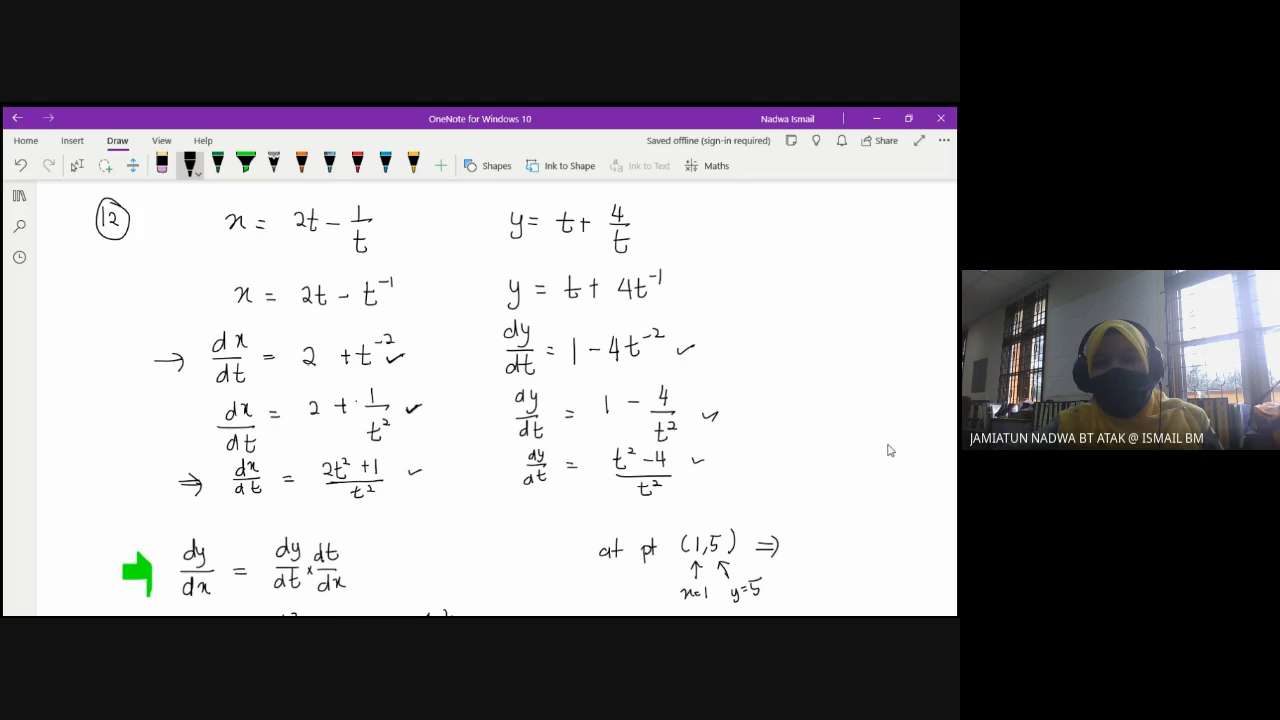 OneNote for Windows 10
Nadwa Ismail
Home Insert Draw View Help
Saved offline (sign-in required)
Share
Shapes Ink to Shape Ink to Text Maths
12
x = 2t - 1/t
y = t + 4/t
x = 2t - t⁻¹
y = t + 4t⁻¹
→ dx/dt = 2 + t⁻² ✓
dy/dt = 1 - 4t⁻² ✓
dx/dt = 2 + 1/t² ✓
dy/dt = 1 - 4/t² ✓
⇒ dx/dt = (2t² + 1)/t² ✓
dy/dt = (t² - 4)/t² ✓
dy/dx = dy/dt × dt/dx
at pt (1,5) ⇒
x=1 y=5
JAMIATUN NADWA BT ATAK @ ISMAIL BM